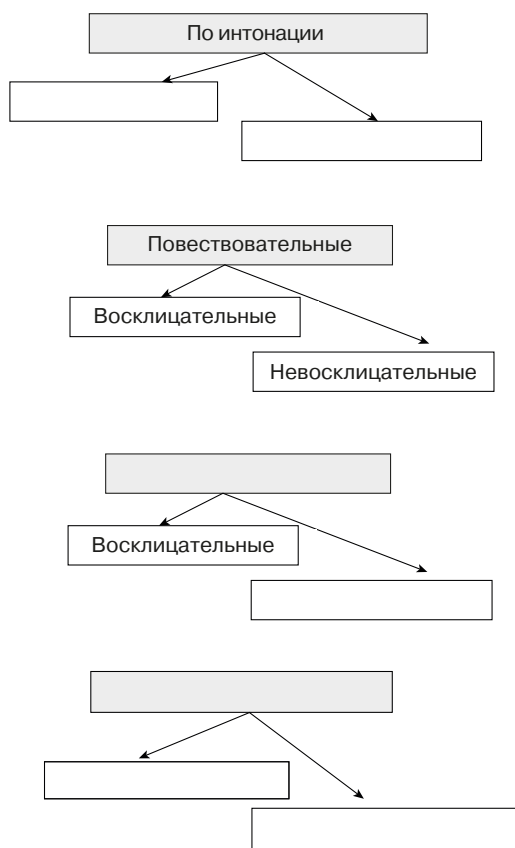 По интонации
Повествовательные
Восклицательные
Невосклицательные
Восклицательные